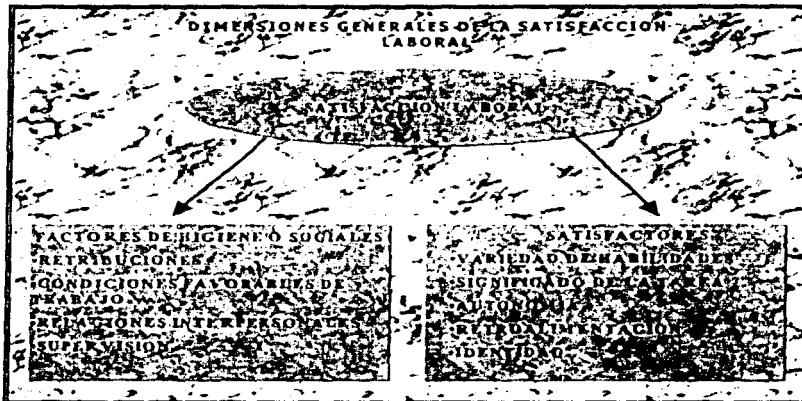 DIMENSIONES GENERALES DE LA SATISFACCION
LABORAL
SATISFACCION LABORAL
FACTORES DE HIGIENE O SOCIALES
RETRIBUCIONES
CONDICIONES FAVORABLES DE
TRABAJO.
RELACIONES INTERPERSONALES
SUPERVISION
SATISFACTORES
VARIEDAD DE HABILIDADES
SIGNIFICADO DE LA TAREA
AUTONOMIA
RETROALIMENTACION
IDENTIDAD